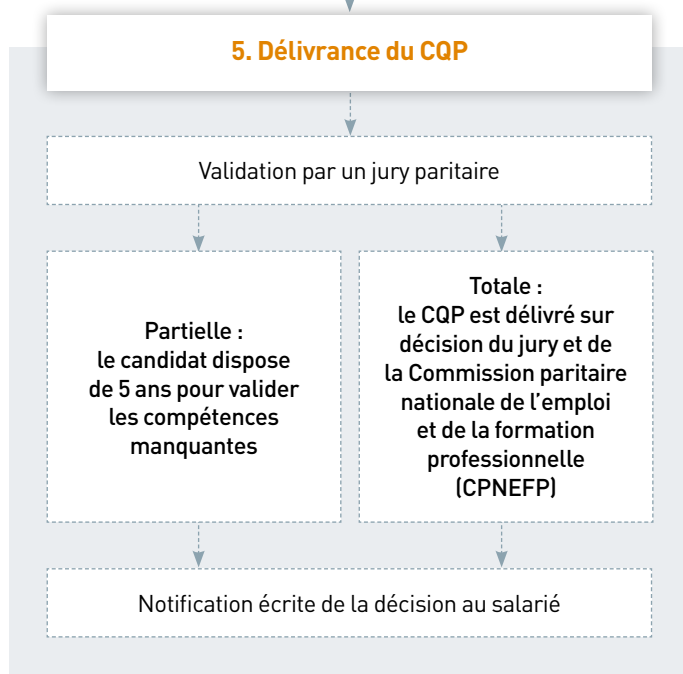 5. Délivrance du CQP
Validation par un jury paritaire
Partielle :
le candidat dispose
de 5 ans pour valider
les compétences
manquantes
Totale :
le CQP est délivré sur
décision du jury et de
la Commission paritaire
nationale de l’emploi
et de la formation
professionnelle
(CPNEFP)
Notification écrite de la décision au salarié